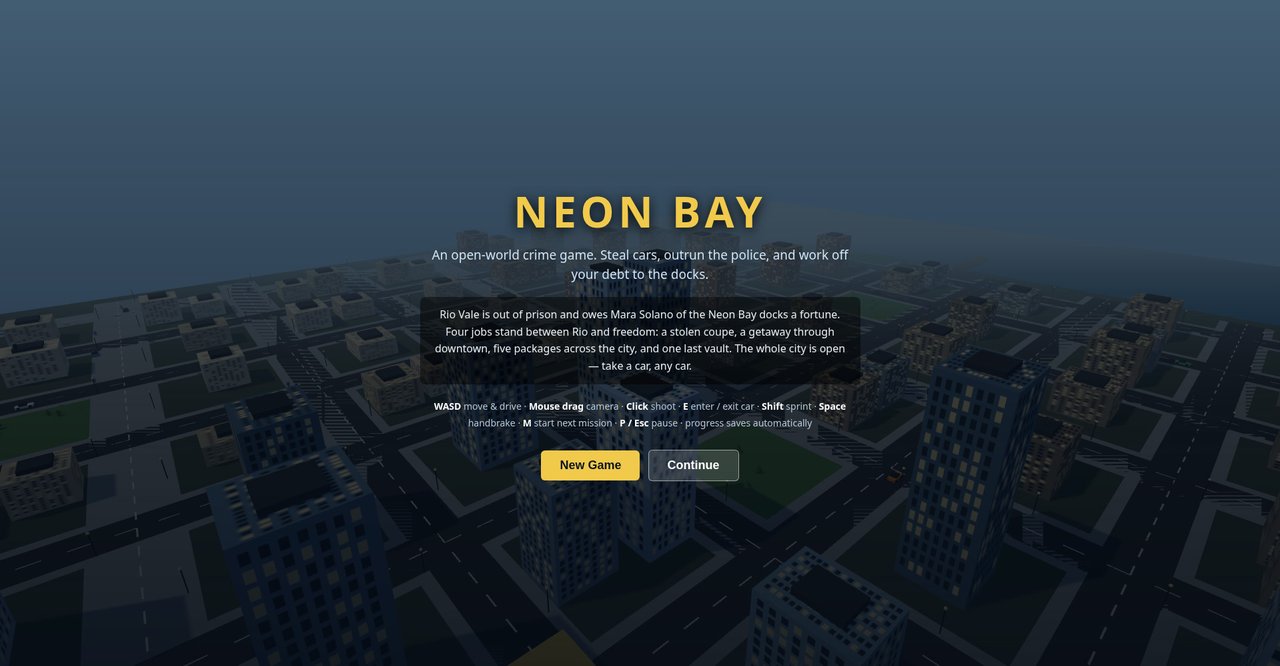 NEON BAY
An open-world crime game. Steal cars, outrun the police, and work off
your debt to the docks.
Rio Vale is out of prison and owes Mara Solano of the Neon Bay docks a fortune.
Four jobs stand between Rio and freedom: a stolen coupe, a getaway through
downtown, five packages across the city, and one last vault. The whole city is open
— take a car, any car.
WASD move & drive · Mouse drag camera · Click shoot · E enter / exit car · Shift sprint · Space
handbrake · M start next mission · P / Esc pause · progress saves automatically
New Game Continue